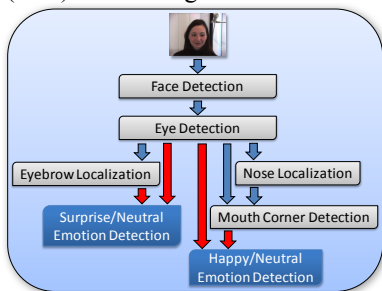 Face Detection
Eye Detection
Eyebrow Localization
Nose Localization
Surprise/Neutral
Emotion Detection
Mouth Corner Detection
Happy/Neutral
Emotion Detection